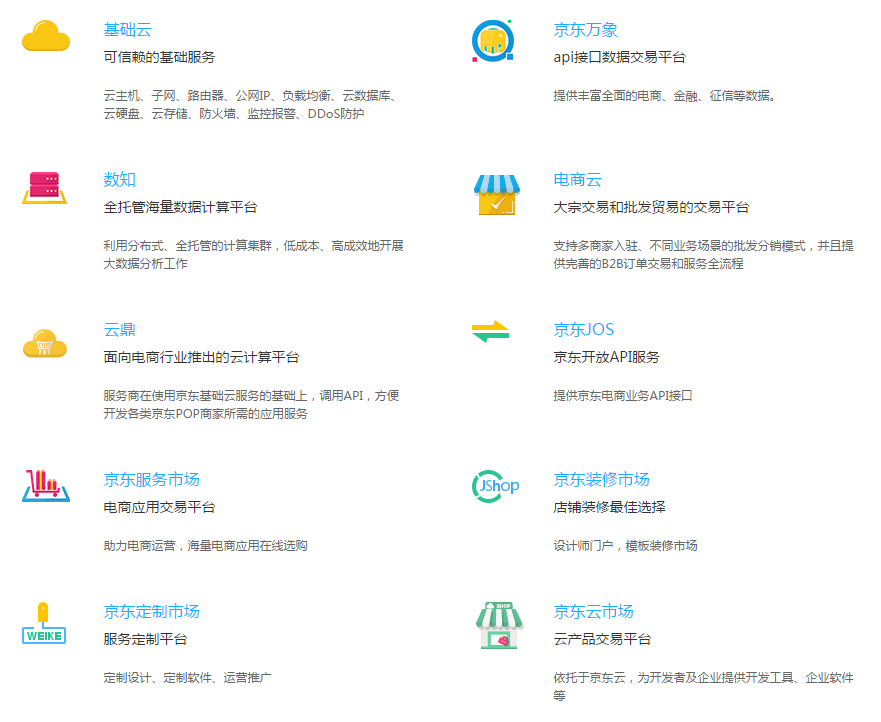 基础云
可信赖的基础服务
云主机、子网、路由器、公网IP、负载均衡、云数据库、
云硬盘、云存储、防火墙、监控报警、DDoS防护
京东万象
api接口数据交易平台
提供丰富全面的电商、金融、征信等数据。
数知
全托管海量数据计算平台
利用分布式、全托管的计算集群，低成本、高成效地开展
大数据分析工作
电商云
大宗交易和批发贸易的交易平台
支持多商家入驻、不同业务场景的批发分销模式，并且提
供完善的B2B订单交易和服务全流程
云鼎
面向电商行业推出的云计算平台
服务商在使用京东基础云服务的基础上，调用API，方便
开发各类京东POP商家所需的应用服务
京东JOS
京东开放API服务
提供京东电商业务API接口
京东服务市场
电商应用交易平台
助力电商运营，海量电商应用在线选购
JShop
京东装修市场
店铺装修最佳选择
设计师门户，模板装修市场
WEIKE
京东定制市场
服务定制平台
定制设计、定制软件、运营推广
SHOP
京东云市场
云产品交易平台
依托于京东云，为开发者及企业提供开发工具、企业软件
等